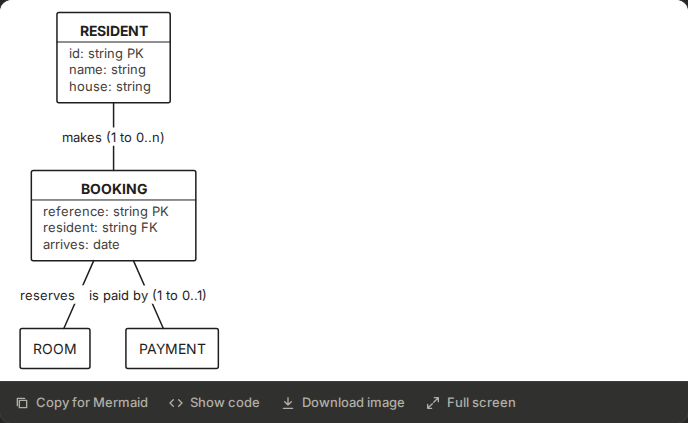 RESIDENT
id: string PK
name: string
house: string
makes (1 to 0..n)
BOOKING
reference: string PK
resident: string FK
arrives: date
reserves
is paid by (1 to 0..1)
ROOM
PAYMENT
Copy for Mermaid
Show code
Download image
Full screen